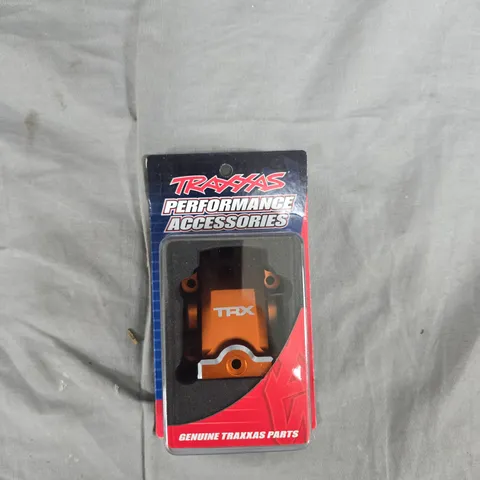 TRAXXAS
PERFORMANCE
ACCESSORIES
TRX
GENUINE TRAXXAS PARTS